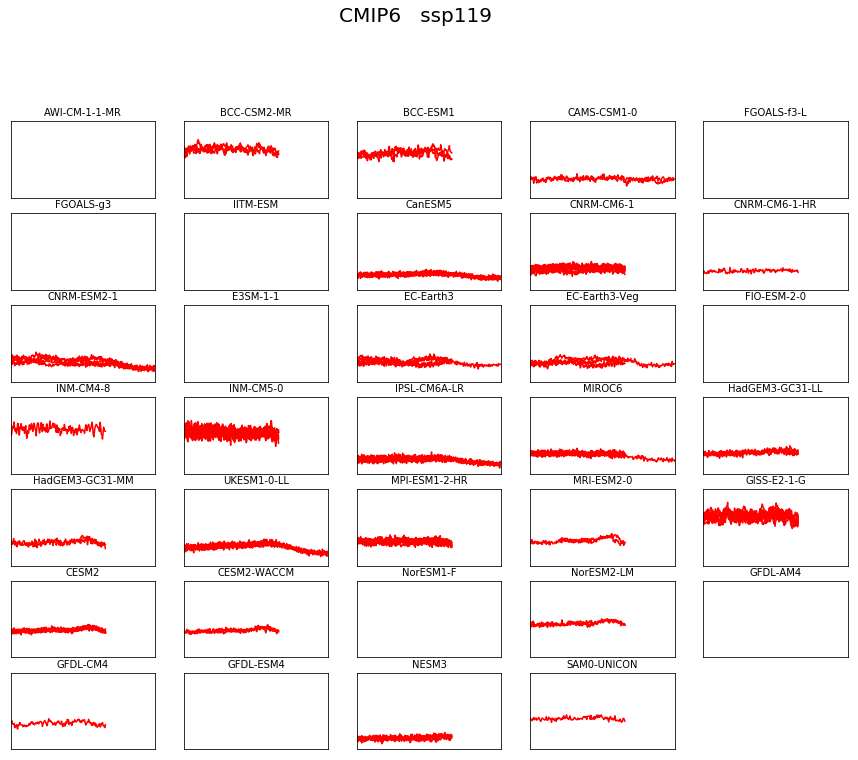 CMIP6 ssp119
AWI-CM-1-1-MR BCC-CSM2-MR BCC-ESM1 CAMS-CSM1-0 FGOALS-f3-L
FGOALS-g3 IITM-ESM CanESM5 CNRM-CM6-1 CNRM-CM6-1-HR
CNRM-ESM2-1 E3SM-1-1 EC-Earth3 EC-Earth3-Veg FIO-ESM-2-0
INM-CM4-8 INM-CM5-0 IPSL-CM6A-LR MIROC6 HadGEM3-GC31-LL
HadGEM3-GC31-MM UKESM1-0-LL MPI-ESM1-2-HR MRI-ESM2-0 GISS-E2-1-G
CESM2 CESM2-WACCM NorESM1-F NorESM2-LM GFDL-AM4
GFDL-CM4 GFDL-ESM4 NESM3 SAM0-UNICON